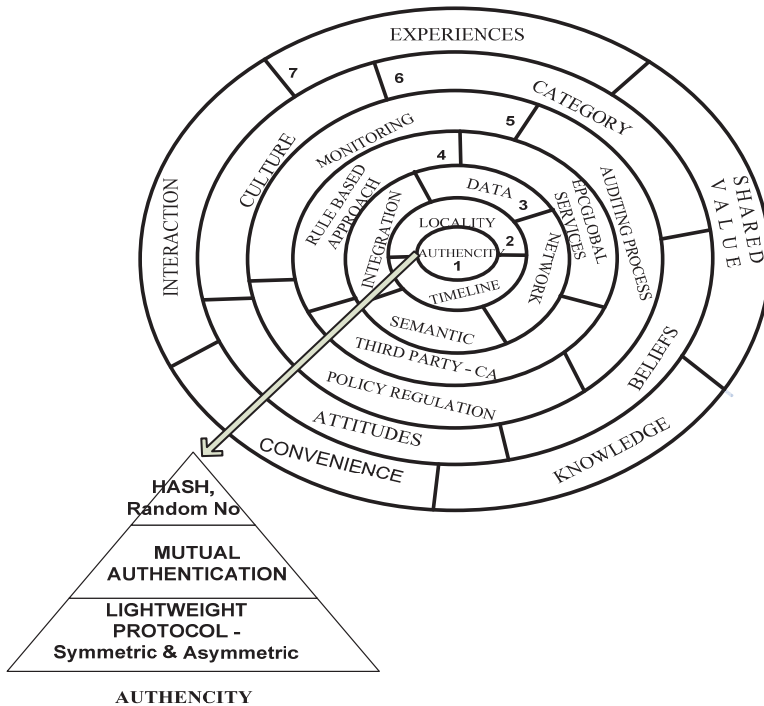 EXPERIENCES
7
6
CATEGORY
5
MONITORING
CULTURE
4
RULE BASED
APPROACH
DATA
3
INTEGRATION
LOCALITY
2
AUTHENCIT
1
TIMELINE
NETWORK
EPCGLOBAL
SERVICES
AUDITING PROCESS
SHARED
VALUE
INTERACTION
SEMANTIC
THIRD PARTY - CA
POLICY REGULATION
BELIEFS
ATTITUDES
CONVENIENCE
KNOWLEDGE
HASH,
Random No
MUTUAL
AUTHENTICATION
LIGHTWEIGHT
PROTOCOL -
Symmetric & Asymmetric
AUTHENCITY